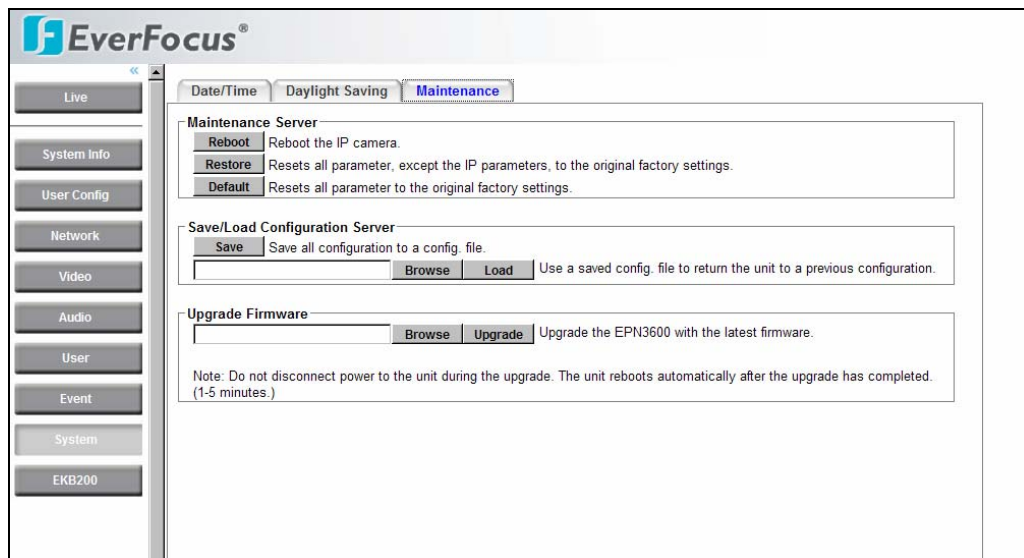 EverFocus®
«
Live
System Info
User Config
Network
Video
Audio
User
Event
System
EKB200
Date/Time Daylight Saving Maintenance
Maintenance Server
Reboot Reboot the IP camera.
Restore Resets all parameter, except the IP parameters, to the original factory settings.
Default Resets all parameter to the original factory settings.
Save/Load Configuration Server
Save Save all configuration to a config. file.
Browse Load Use a saved config. file to return the unit to a previous configuration.
Upgrade Firmware
Browse Upgrade Upgrade the EPN3600 with the latest firmware.
Note: Do not disconnect power to the unit during the upgrade. The unit reboots automatically after the upgrade has completed.
(1-5 minutes.)